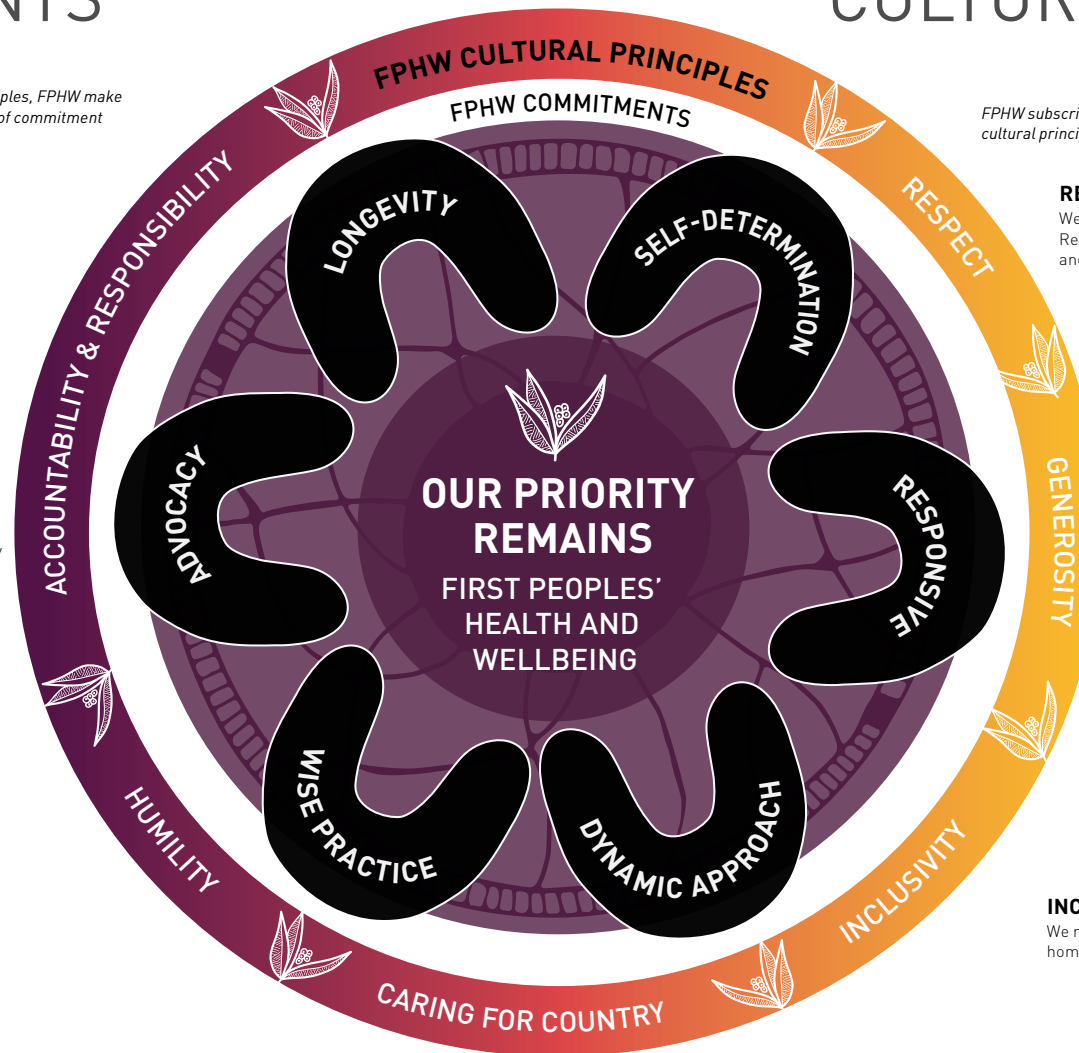 NTS
CULTUR
ples, FPHW make
of commitment
FPHW subscri
cultural princi
RE
We
Re
and
FPHW CULTURAL PRINCIPLES
FPHW COMMITMENTS
RESPECT
GENEROSITY
INCLUSIVITY
CARING FOR COUNTRY
HUMILITY
ACCOUNTABILITY & RESPONSIBILITY
LONGEVITY
SELF-DETERMINATION
RESPONSIVE
DYNAMIC APPROACH
WISE PRACTICE
ADVOCACY
OUR PRIORITY
REMAINS
FIRST PEOPLES’
HEALTH AND
WELLBEING
INC
We r
hom